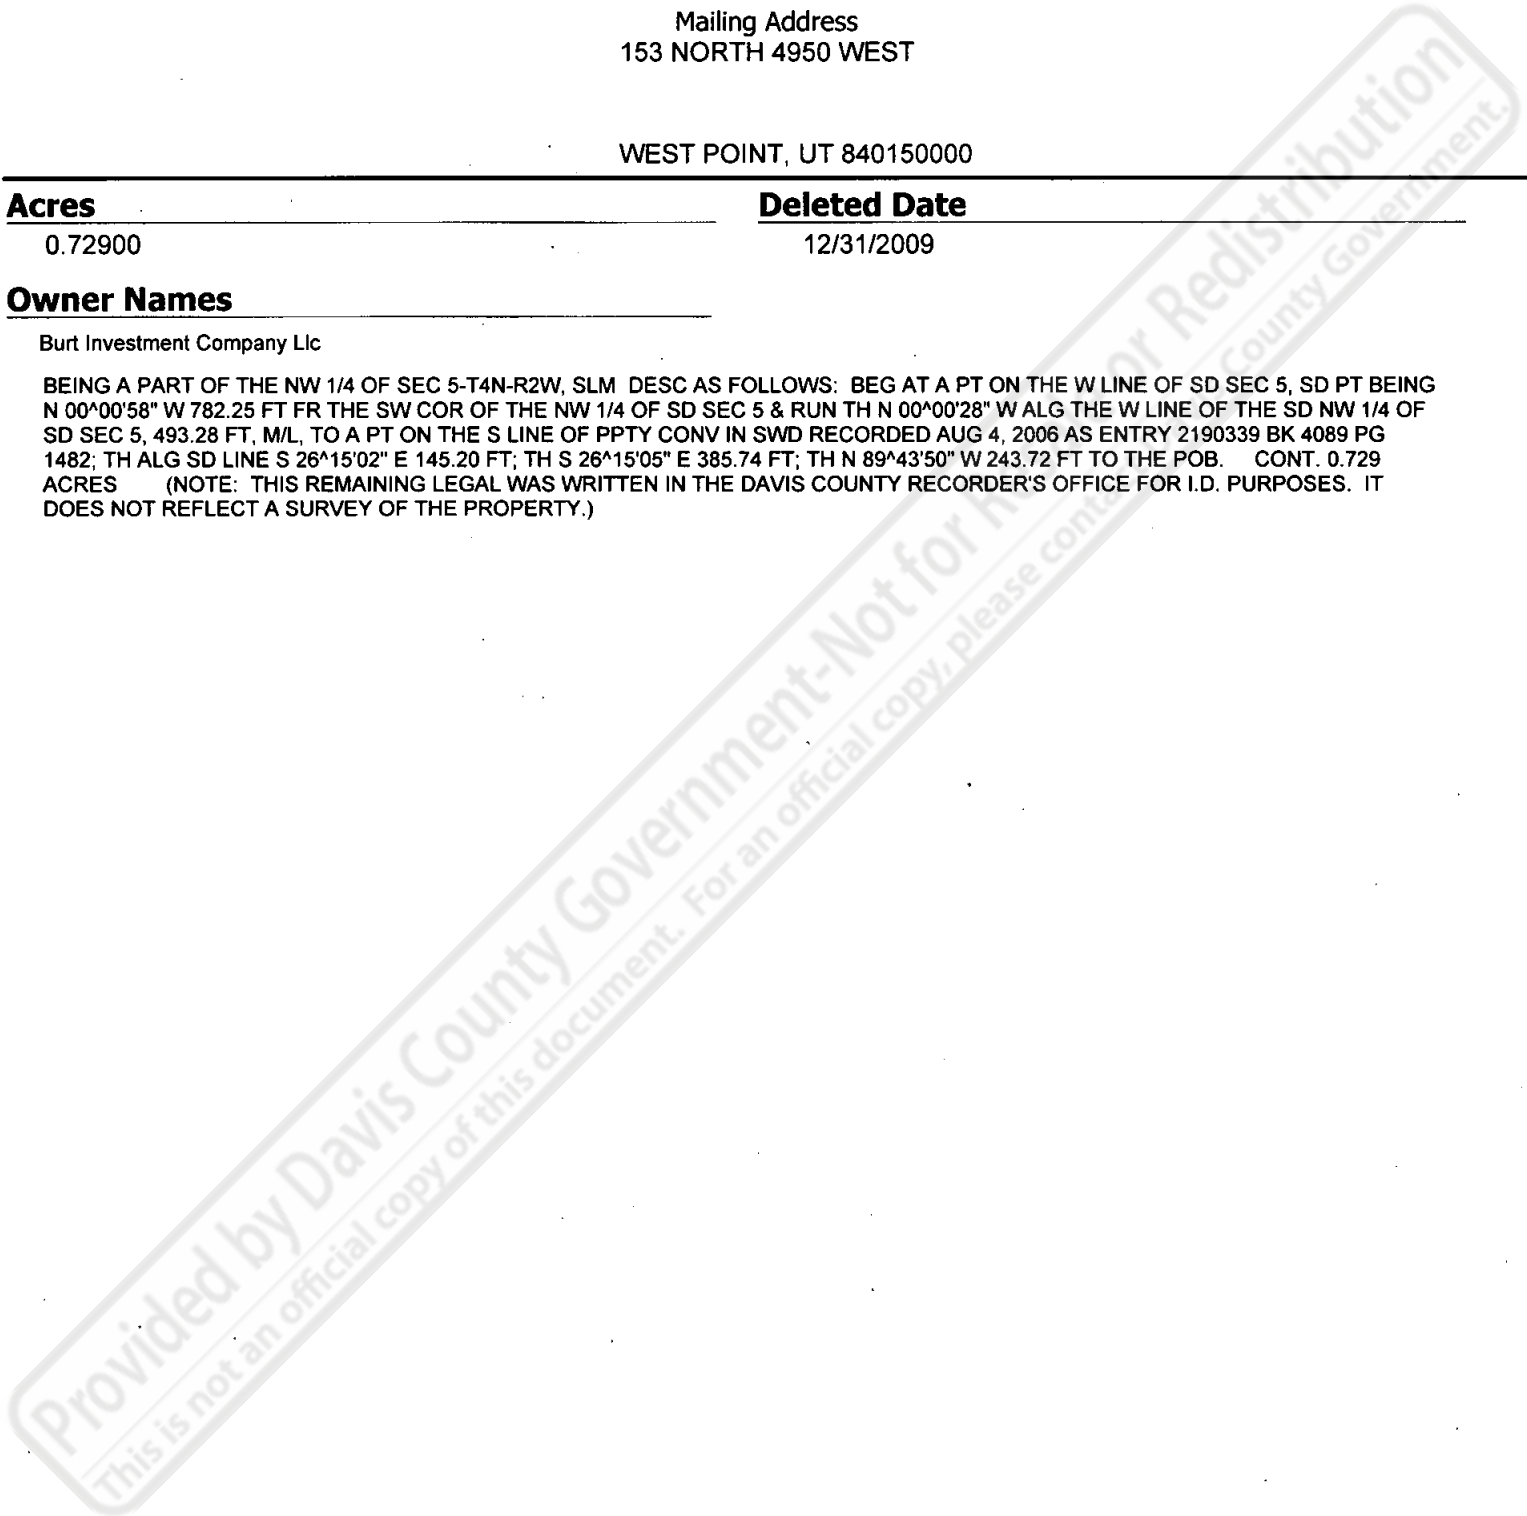 Mailing Address
153 NORTH 4950 WEST
WEST POINT, UT 840150000
Acres
Deleted Date
0.72900
12/31/2009
Owner Names
Burt Investment Company Llc
BEING A PART OF THE NW 1/4 OF SEC 5-T4N-R2W, SLM DESC AS FOLLOWS: BEG AT A PT ON THE W LINE OF SD SEC 5, SD PT BEING
N 00^00'58" W 782.25 FT FR THE SW COR OF THE NW 1/4 OF SD SEC 5 & RUN TH N 00^00'28" W ALG THE W LINE OF THE SD NW 1/4 OF
SD SEC 5, 493.28 FT, M/L, TO A PT ON THE S LINE OF PPTY CONV IN SWD RECORDED AUG 4, 2006 AS ENTRY 2190339 BK 4089 PG
1482; TH ALG SD LINE S 26^15'02" E 145.20 FT; TH S 26^15'05" E 385.74 FT; TH N 89^43'50" W 243.72 FT TO THE POB. CONT. 0.729
ACRES (NOTE: THIS REMAINING LEGAL WAS WRITTEN IN THE DAVIS COUNTY RECORDER'S OFFICE FOR I.D. PURPOSES. IT
DOES NOT REFLECT A SURVEY OF THE PROPERTY.)
Provided by Davis County Government-Not for Resale or Redistribution
This is not an official copy of this document. For an official copy, please contact Davis County Government.